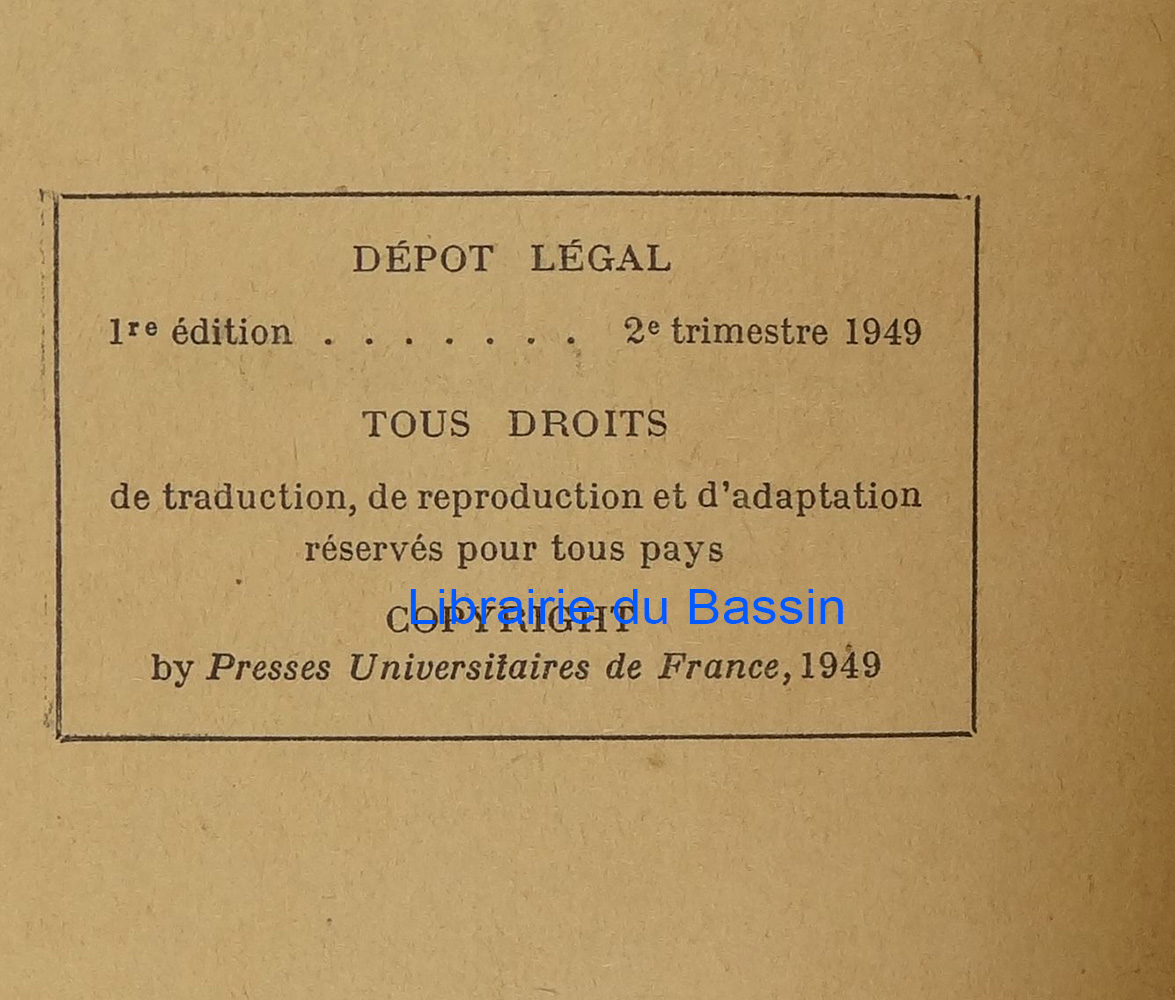 DÉPOT LÉGAL
1re édition . . . . . . . 2e trimestre 1949
TOUS DROITS
de traduction, de reproduction et d'adaptation
réservés pour tous pays
Librairie du Bassin
COPYRIGHT
by Presses Universitaires de France, 1949